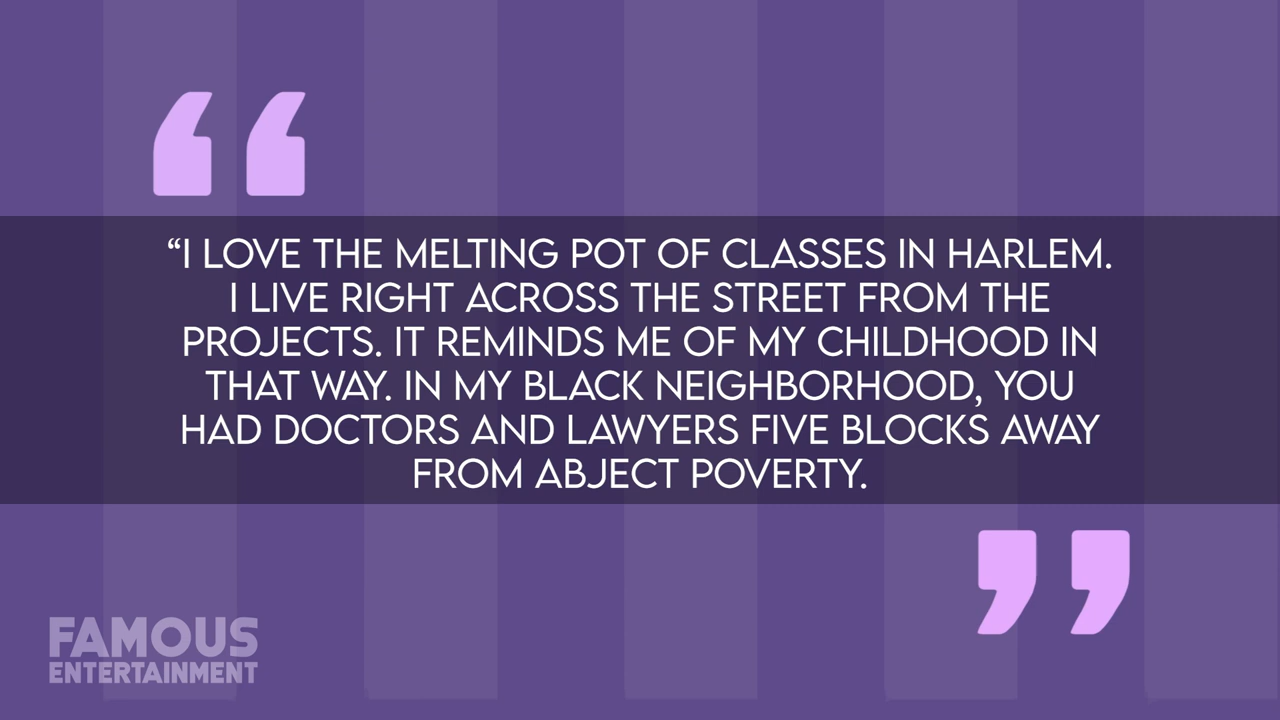 “I LOVE THE MELTING POT OF CLASSES IN HARLEM.
I LIVE RIGHT ACROSS THE STREET FROM THE
PROJECTS. IT REMINDS ME OF MY CHILDHOOD IN
THAT WAY. IN MY BLACK NEIGHBORHOOD, YOU
HAD DOCTORS AND LAWYERS FIVE BLOCKS AWAY
FROM ABJECT POVERTY.
FAMOUS
ENTERTAINMENT